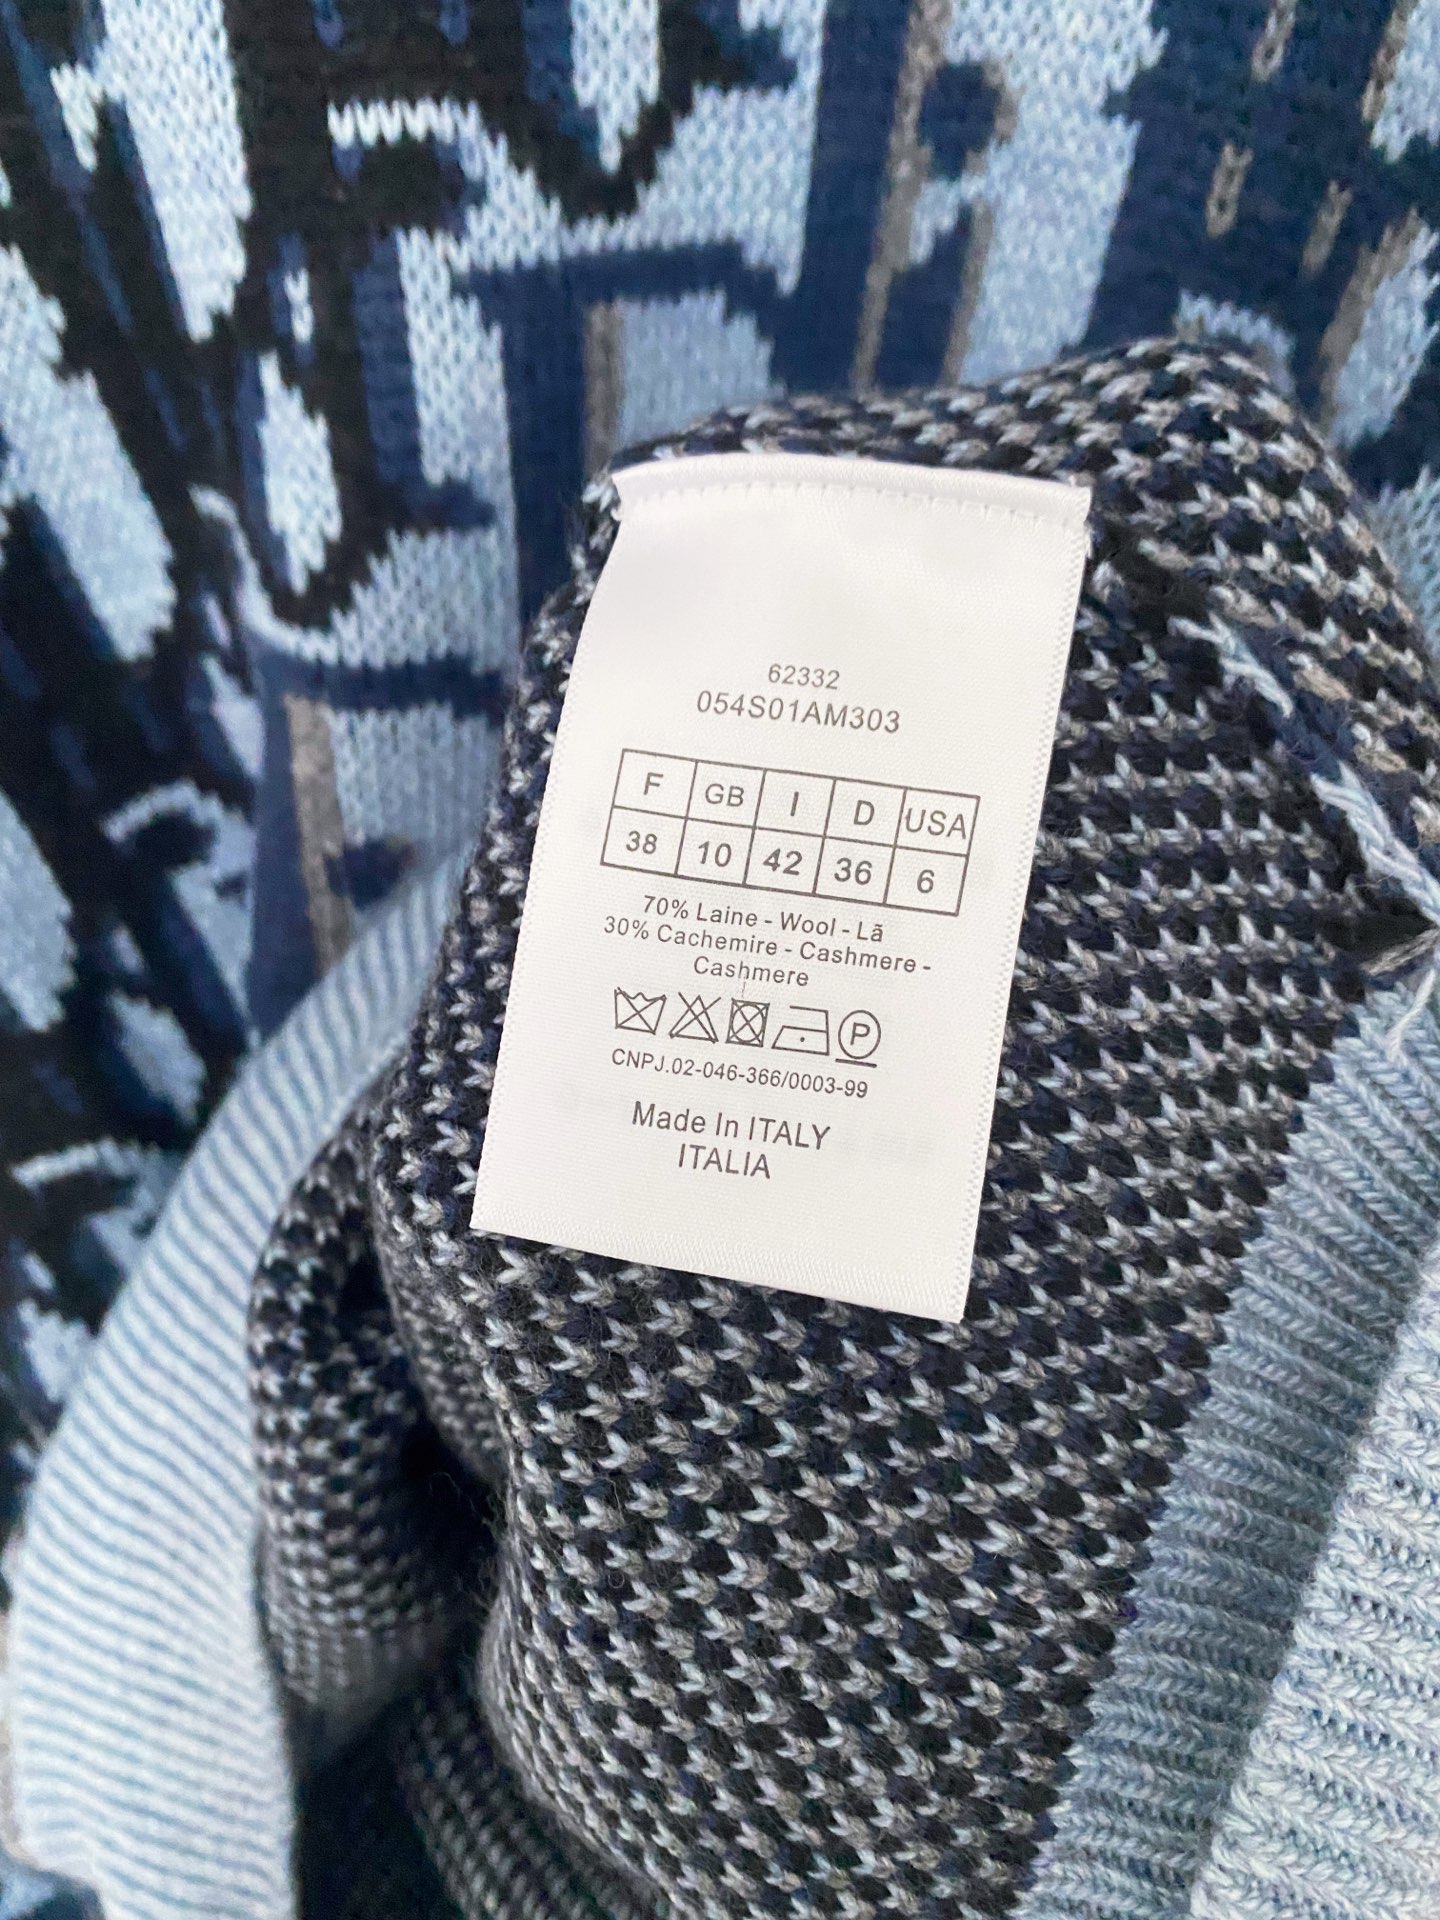 62332
054S01AM303
F GB I D USA
38 10 42 36 6
70% Laine - Wool - Lã
30% Cachemire - Cashmere -
Cashmere
P
CNPJ.02-046-366/0003-99
Made In ITALY
ITALIA